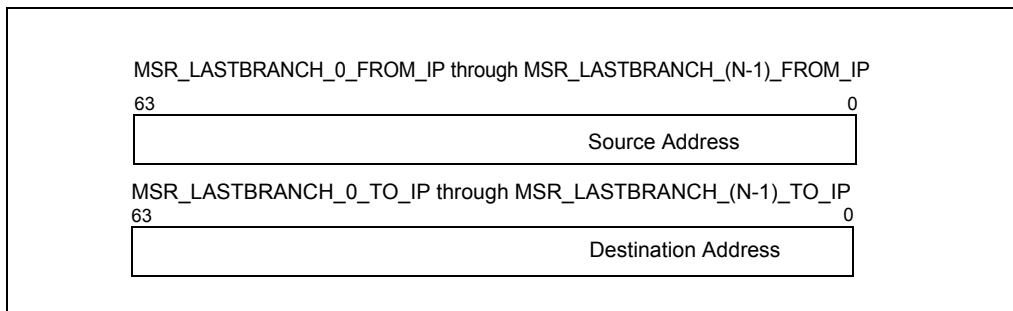 MSR_LASTBRANCH_0_FROM_IP through MSR_LASTBRANCH_(N-1)_FROM_IP
63 0
Source Address
MSR_LASTBRANCH_0_TO_IP through MSR_LASTBRANCH_(N-1)_TO_IP
63 0
Destination Address